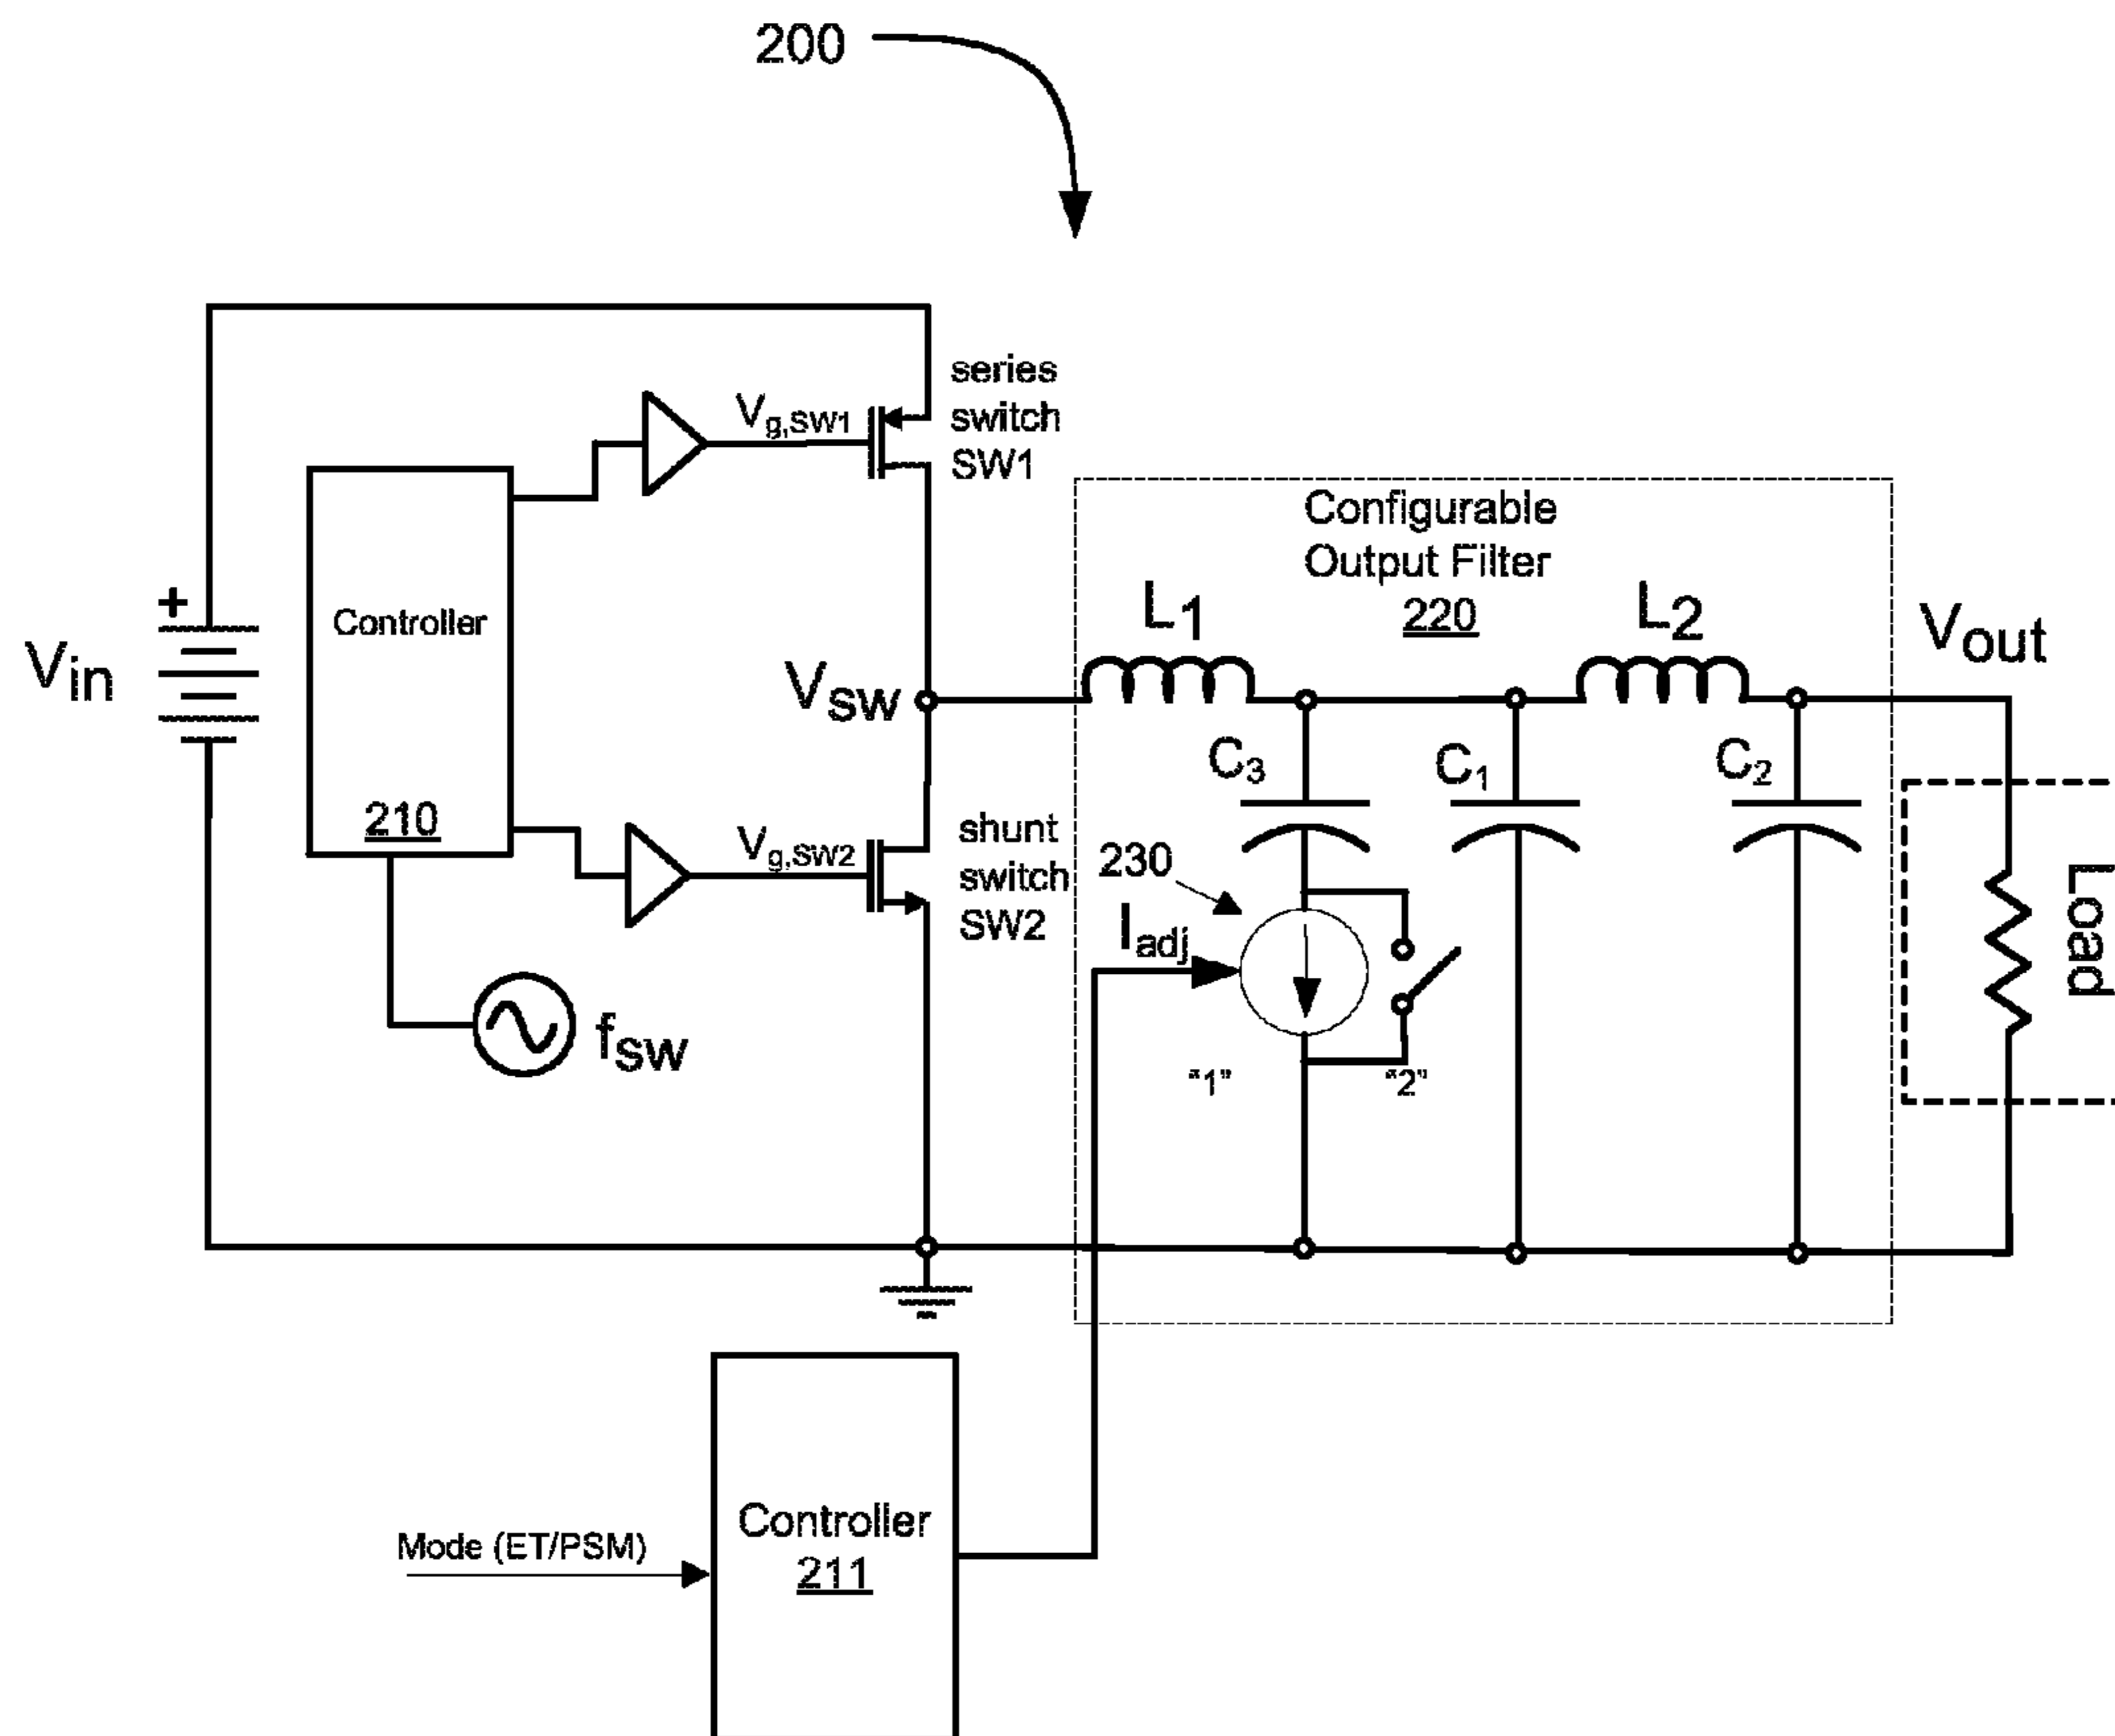 200
series
switch
SW1
Vg,SW1
Configurable
Output Filter
220
Controller
210
+
Vin
VSW
L1
L2
Vout
C3
C1
C2
Vg,SW2
shunt
switch
SW2
230
Iadj
Load
fSW
"1"
"2"
Controller
211
Mode (ET/PSM)